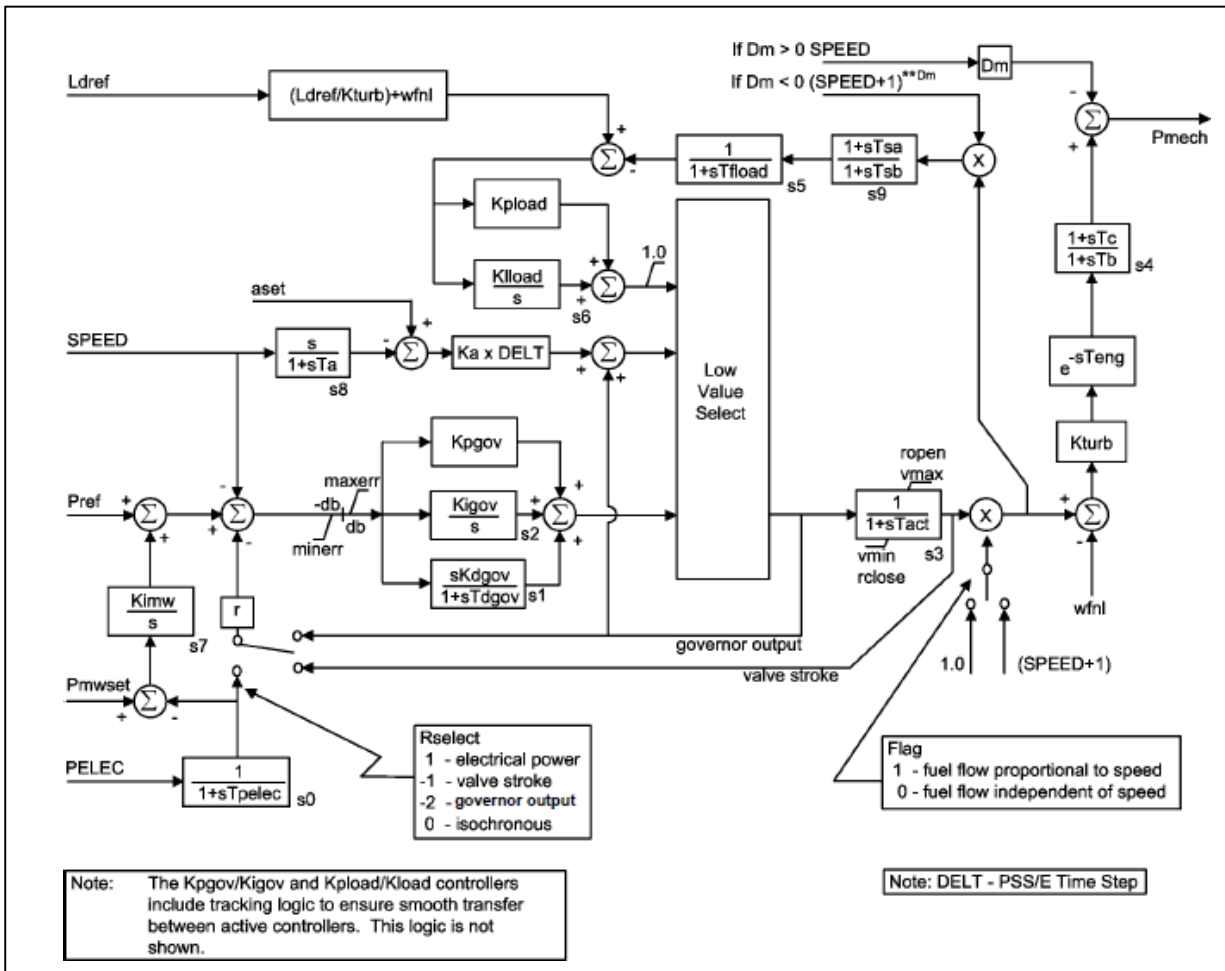 If Dm > 0 SPEED
Dm
Ldref
(Ldref/Kturb)+wfnl
If Dm < 0 (SPEED+1)**Dm
-
Σ
Pmech
+
+
Σ
-
1
1+sTfload
s5
1+sTsa
1+sTsb
s9
X
Kpload
+
Σ
1.0
KIload
s
+
s6
1+sTc
1+sTb
s4
aset
SPEED
s
1+sTa
s8
+
-
Σ
Ka x DELT
+
Σ
+
Low
Value
Select
e-sTeng
Kturb
Kpgov
ropen
vmax
Pref
+
Σ
+
-
+
Σ
-
-db
maxerr
db
minerr
Kigov
s
s2
+
+
Σ
+
1
1+sTact
s3
vmin
rclose
X
+
Σ
-
wfnl
sKdgov
1+sTdgov
s1
Kimw
s
s7
r
governor output
valve stroke
1.0
(SPEED+1)
Pmwset
+
Σ
-
PELEC
1
1+sTpelec
s0
Rselect
1 - electrical power
-1 - valve stroke
-2 - governor output
0 - isochronous
Flag
1 - fuel flow proportional to speed
0 - fuel flow independent of speed
Note: The Kpgov/Kigov and Kpload/Kload controllers
include tracking logic to ensure smooth transfer
between active controllers. This logic is not
shown.
Note: DELT - PSS/E Time Step